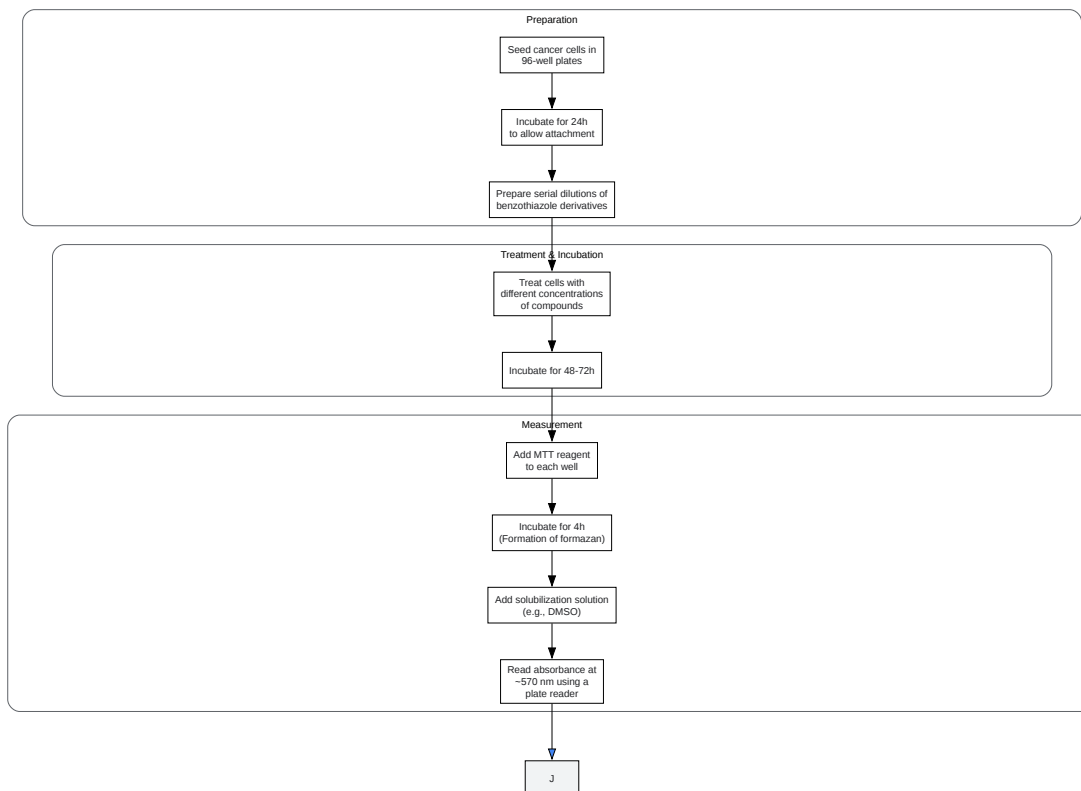 Preparation
Seed cancer cells in
96-well plates
Incubate for 24h
to allow attachment
Prepare serial dilutions of
benzothiazole derivatives
Treatment & Incubation
Treat cells with
different concentrations
of compounds
Incubate for 48-72h
Measurement
Add MTT reagent
to each well
Incubate for 4h
(Formation of formazan)
Add solubilization solution
(e.g., DMSO)
Read absorbance at
~570 nm using a
plate reader
J